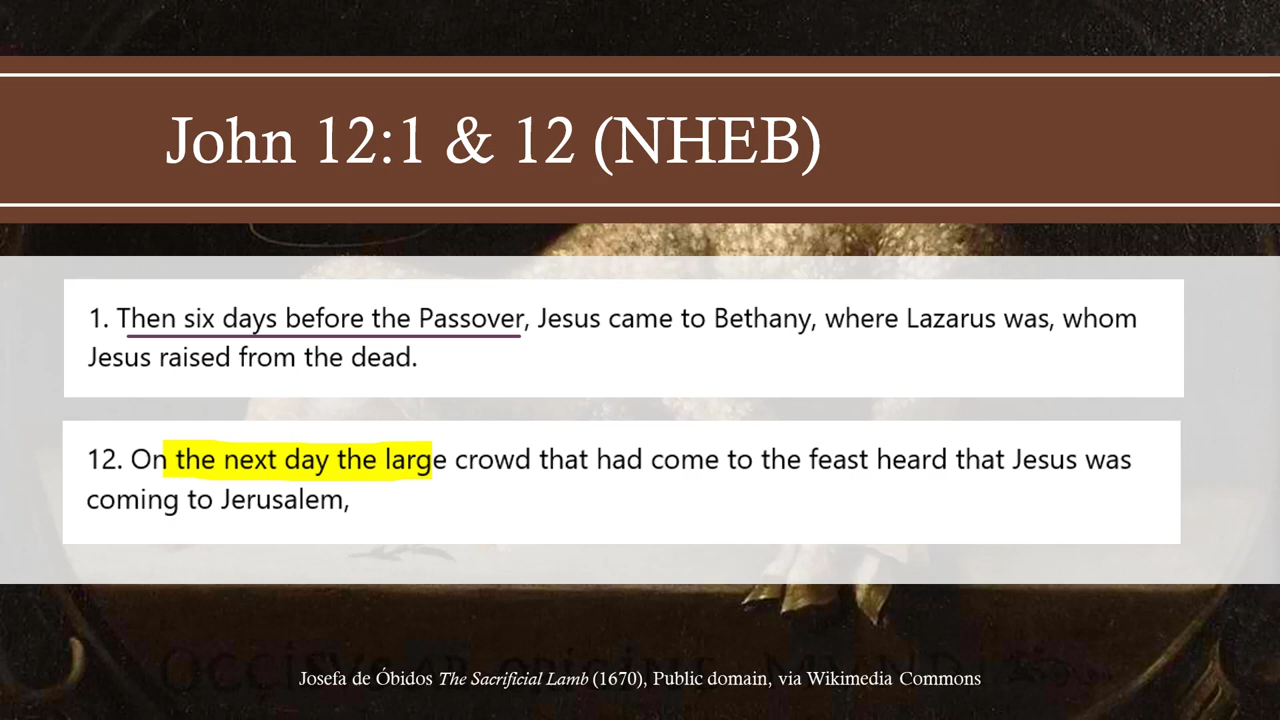 John 12:1 & 12 (NHEB)
1. Then six days before the Passover, Jesus came to Bethany, where Lazarus was, whom
Jesus raised from the dead.
12. On the next day the large crowd that had come to the feast heard that Jesus was
coming to Jerusalem,
Josefa de Óbidos The Sacrificial Lamb (1670), Public domain, via Wikimedia Commons